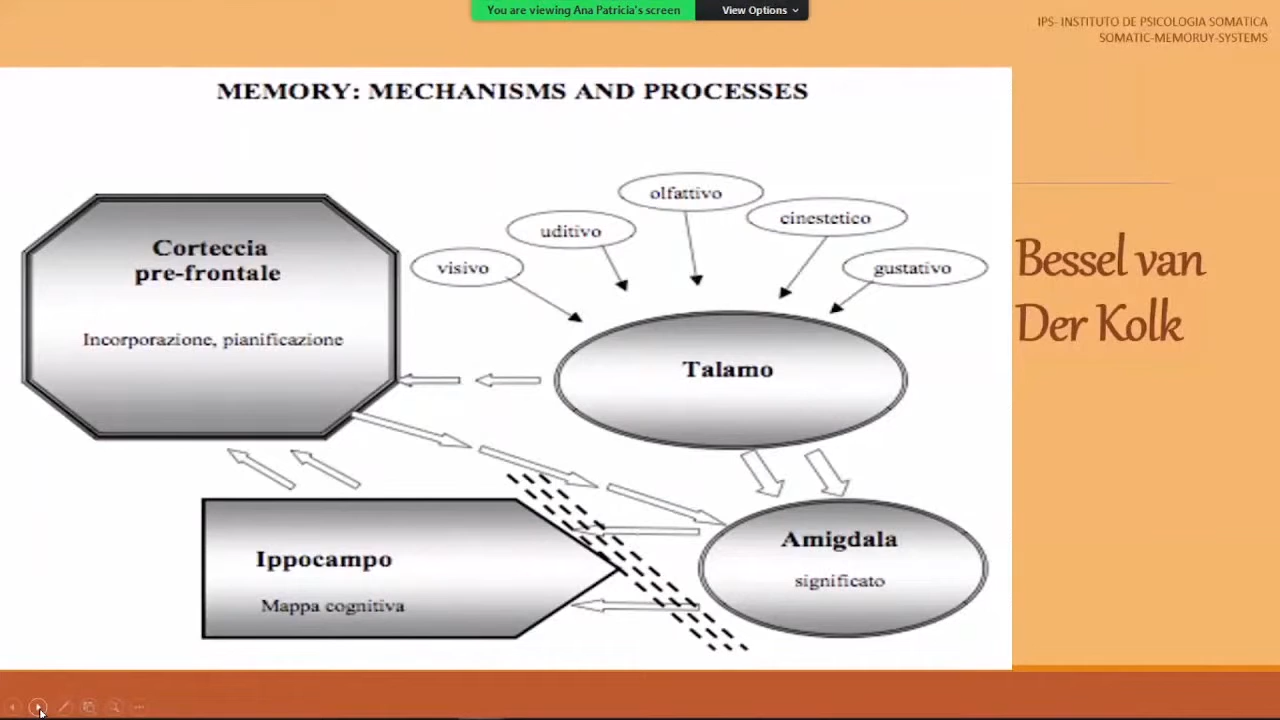 You are viewing Ana Patricia's screen
View Options
IPS- INSTITUTO DE PSICOLOGIA SOMATICA
SOMATIC-MEMORUY-SYSTEMS
MEMORY: MECHANISMS AND PROCESSES
olfattivo
uditivo
cinestetico
visivo
gustativo
Corteccia
pre-frontale
Incorporazione, pianificazione
Talamo
Bessel van
Der Kolk
Ippocampo
Mappa cognitiva
Amigdala
significato